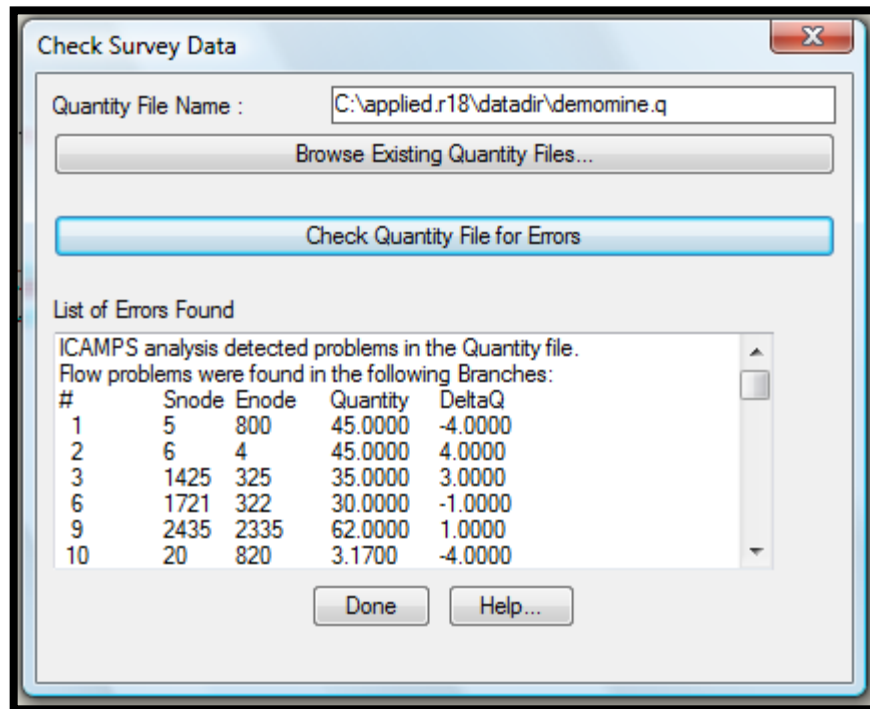 Check Survey Data
Quantity File Name : C:\applied.r18\datadir\demomine.q
Browse Existing Quantity Files...
Check Quantity File for Errors
List of Errors Found
ICAMPS analysis detected problems in the Quantity file.
Flow problems were found in the following Branches:
# Snode Enode Quantity DeltaQ
1 5 800 45.0000 -4.0000
2 6 4 45.0000 4.0000
3 1425 325 35.0000 3.0000
6 1721 322 30.0000 -1.0000
9 2435 2335 62.0000 1.0000
10 20 820 3.1700 -4.0000
Done Help...